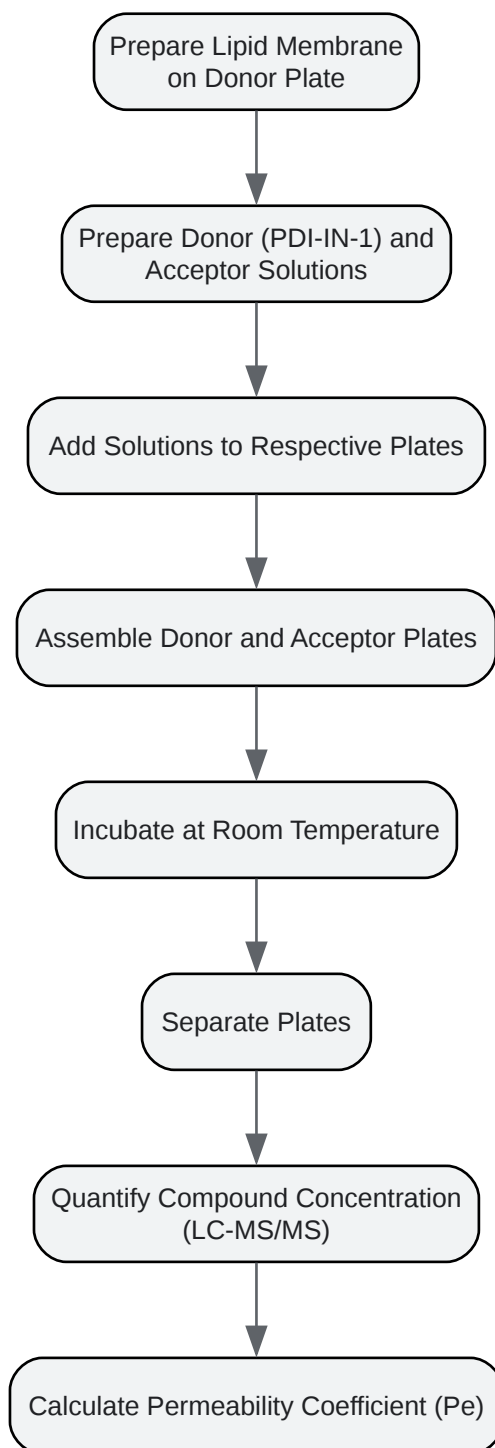 Prepare Lipid Membrane
on Donor Plate
Prepare Donor (PDI-IN-1) and
Acceptor Solutions
Add Solutions to Respective Plates
Assemble Donor and Acceptor Plates
Incubate at Room Temperature
Separate Plates
Quantify Compound Concentration
(LC-MS/MS)
Calculate Permeability Coefficient (Pe)